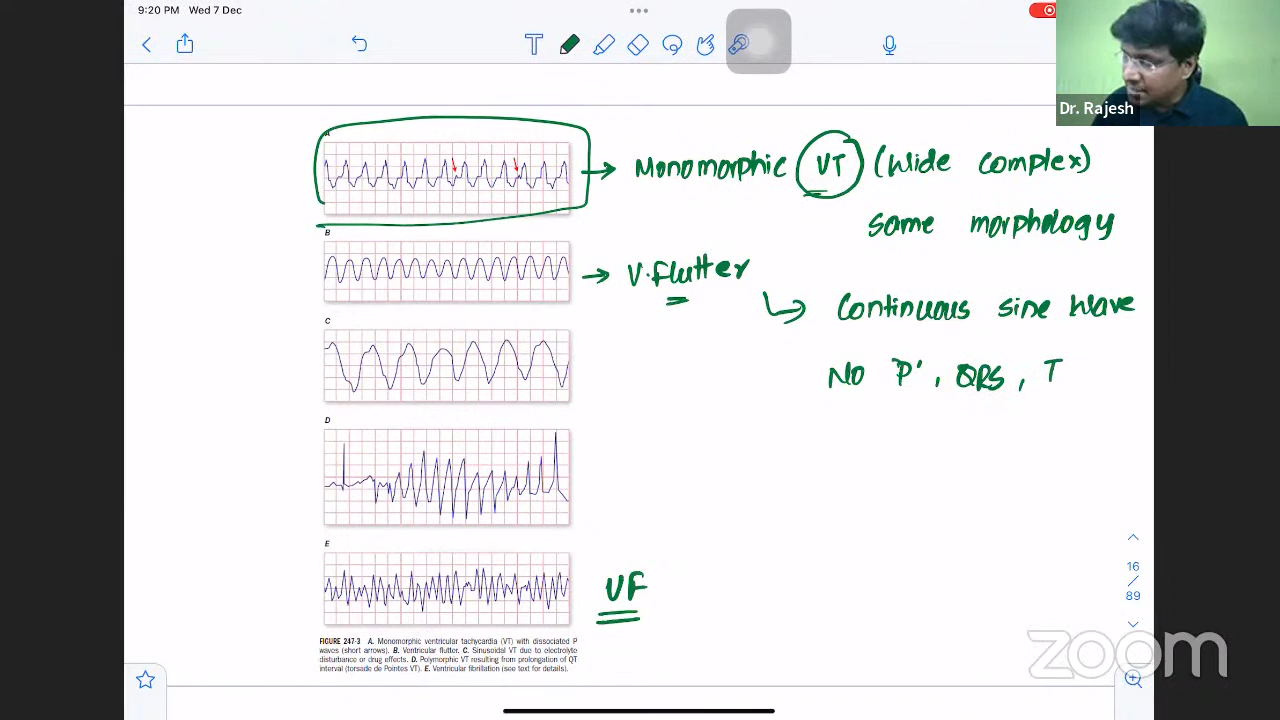 9:20 PM Wed 7 Dec
T
Dr. Rajesh
A
Monomorphic VT (Wide complex)
Same morphology
B
V. flutter
Continuous sine wave
C
No 'P', QRS, T
D
E
VF
16
/
89
FIGURE 247-3 A. Monomorphic ventricular tachycardia (VT) with dissociated P
waves (short arrows). B. Ventricular flutter. C. Sinusoidal VT due to electrolyte
disturbance or drug effects. D. Polymorphic VT resulting from prolongation of QT
interval (torsade de Pointes VT). E. Ventricular fibrillation (see text for details).
zoom